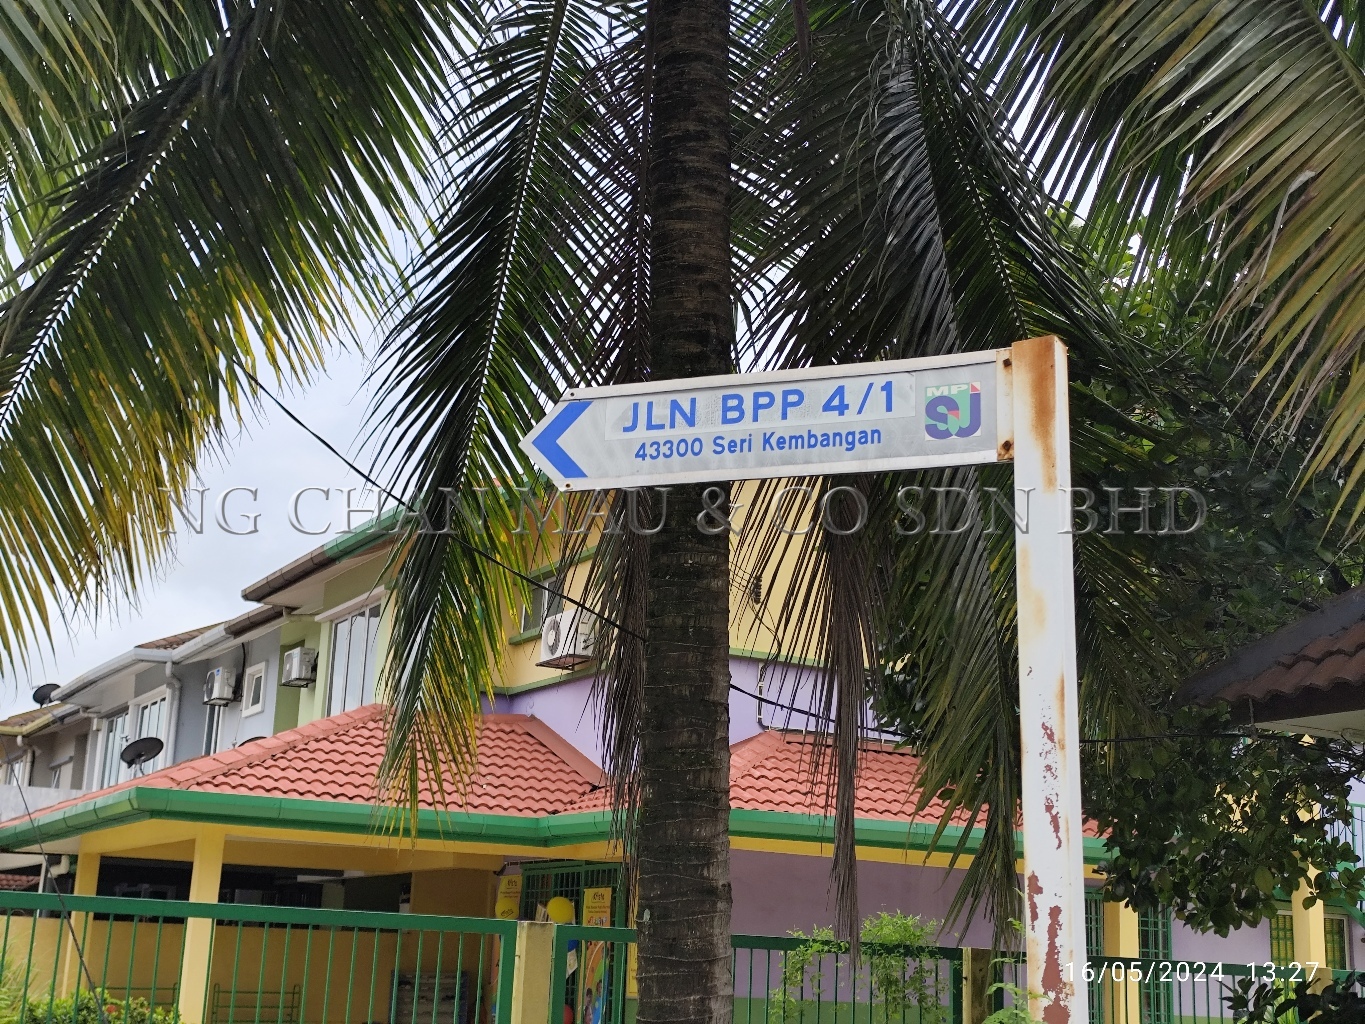 JLN BPP 4/1
MP
SJ
43300 Seri Kembangan
NG CHAN MAU & CO SDN BHD
16/05/2024 13:27